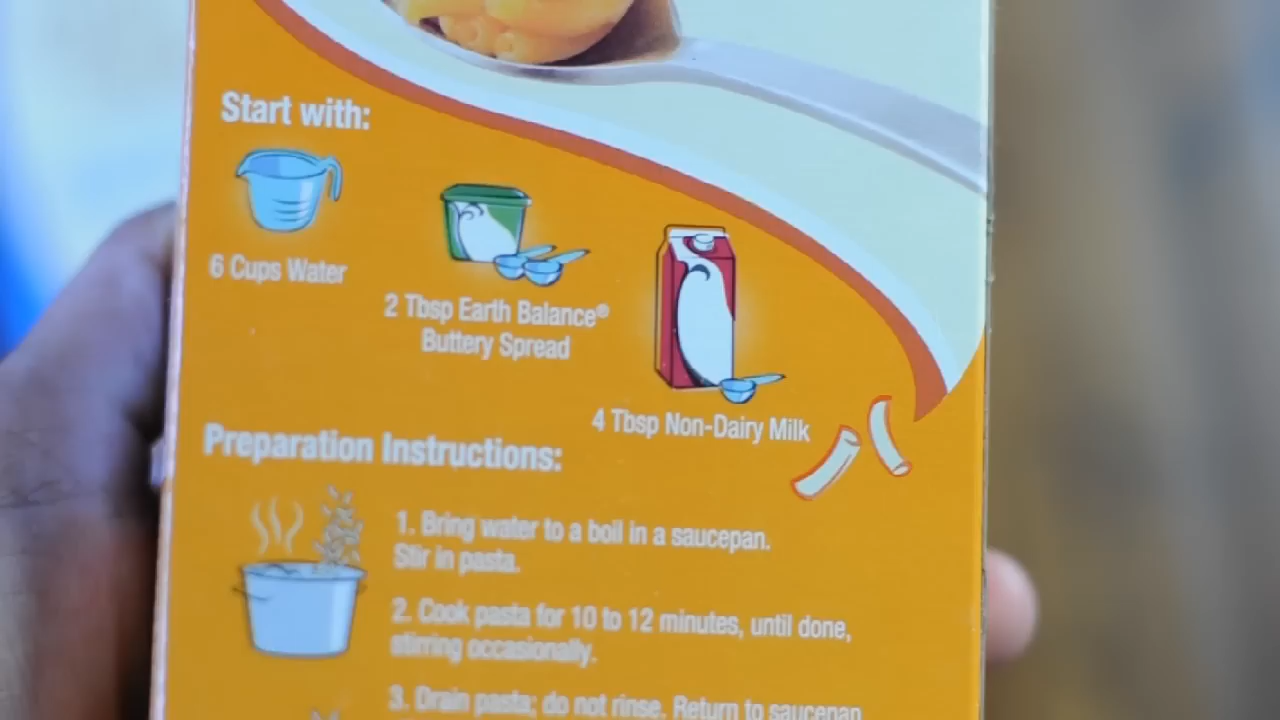 Start with:
6 Cups Water
2 Tbsp Earth Balance®
Buttery Spread
4 Tbsp Non-Dairy Milk
Preparation Instructions:
1. Bring water to a boil in a saucepan.
Stir in pasta.
2. Cook pasta for 10 to 12 minutes, until done,
stirring occasionally.
3. Drain pasta; do not rinse. Return to saucepan